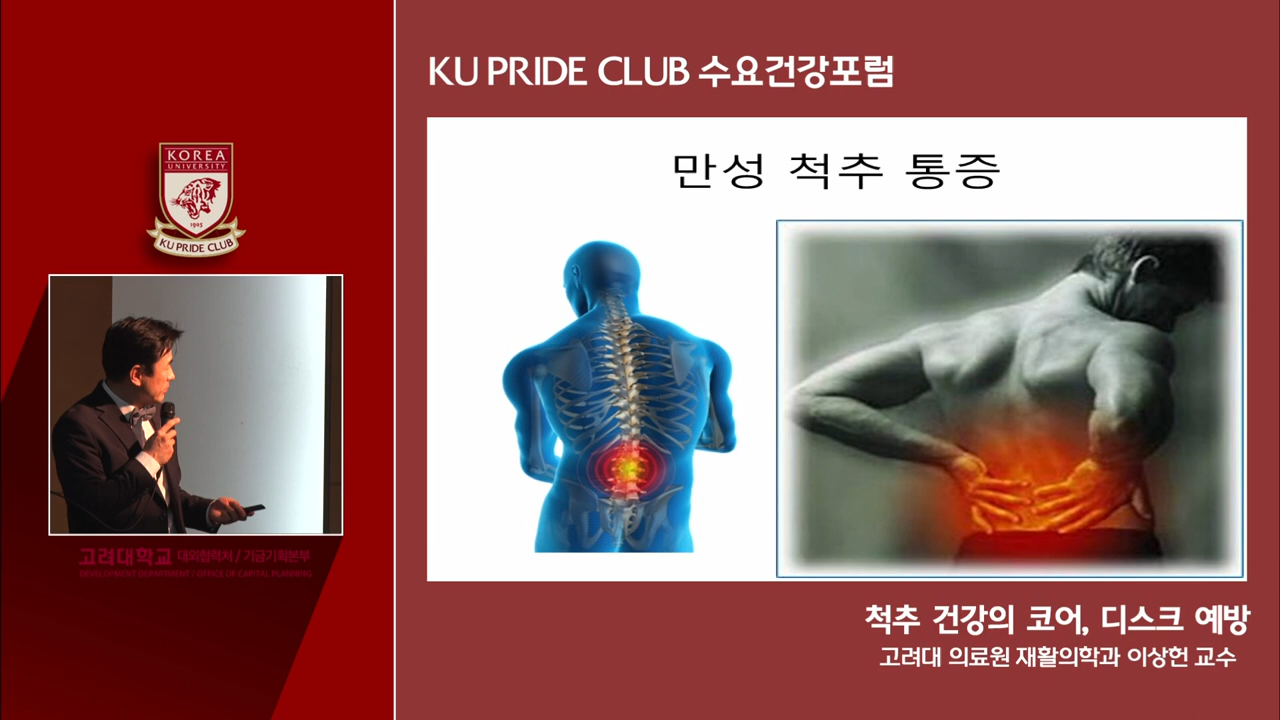 KU PRIDE CLUB 수요건강포럼
만성 척추 통증
KOREA
UNIVERSITY
1905
KU PRIDE CLUB
고려대학교 대외협력처 / 기금기획본부
DEVELOPMENT DEPARTMENT / OFFICE OF CAPITAL PLANNING
척추 건강의 코어, 디스크 예방
고려대 의료원 재활의학과 이상헌 교수